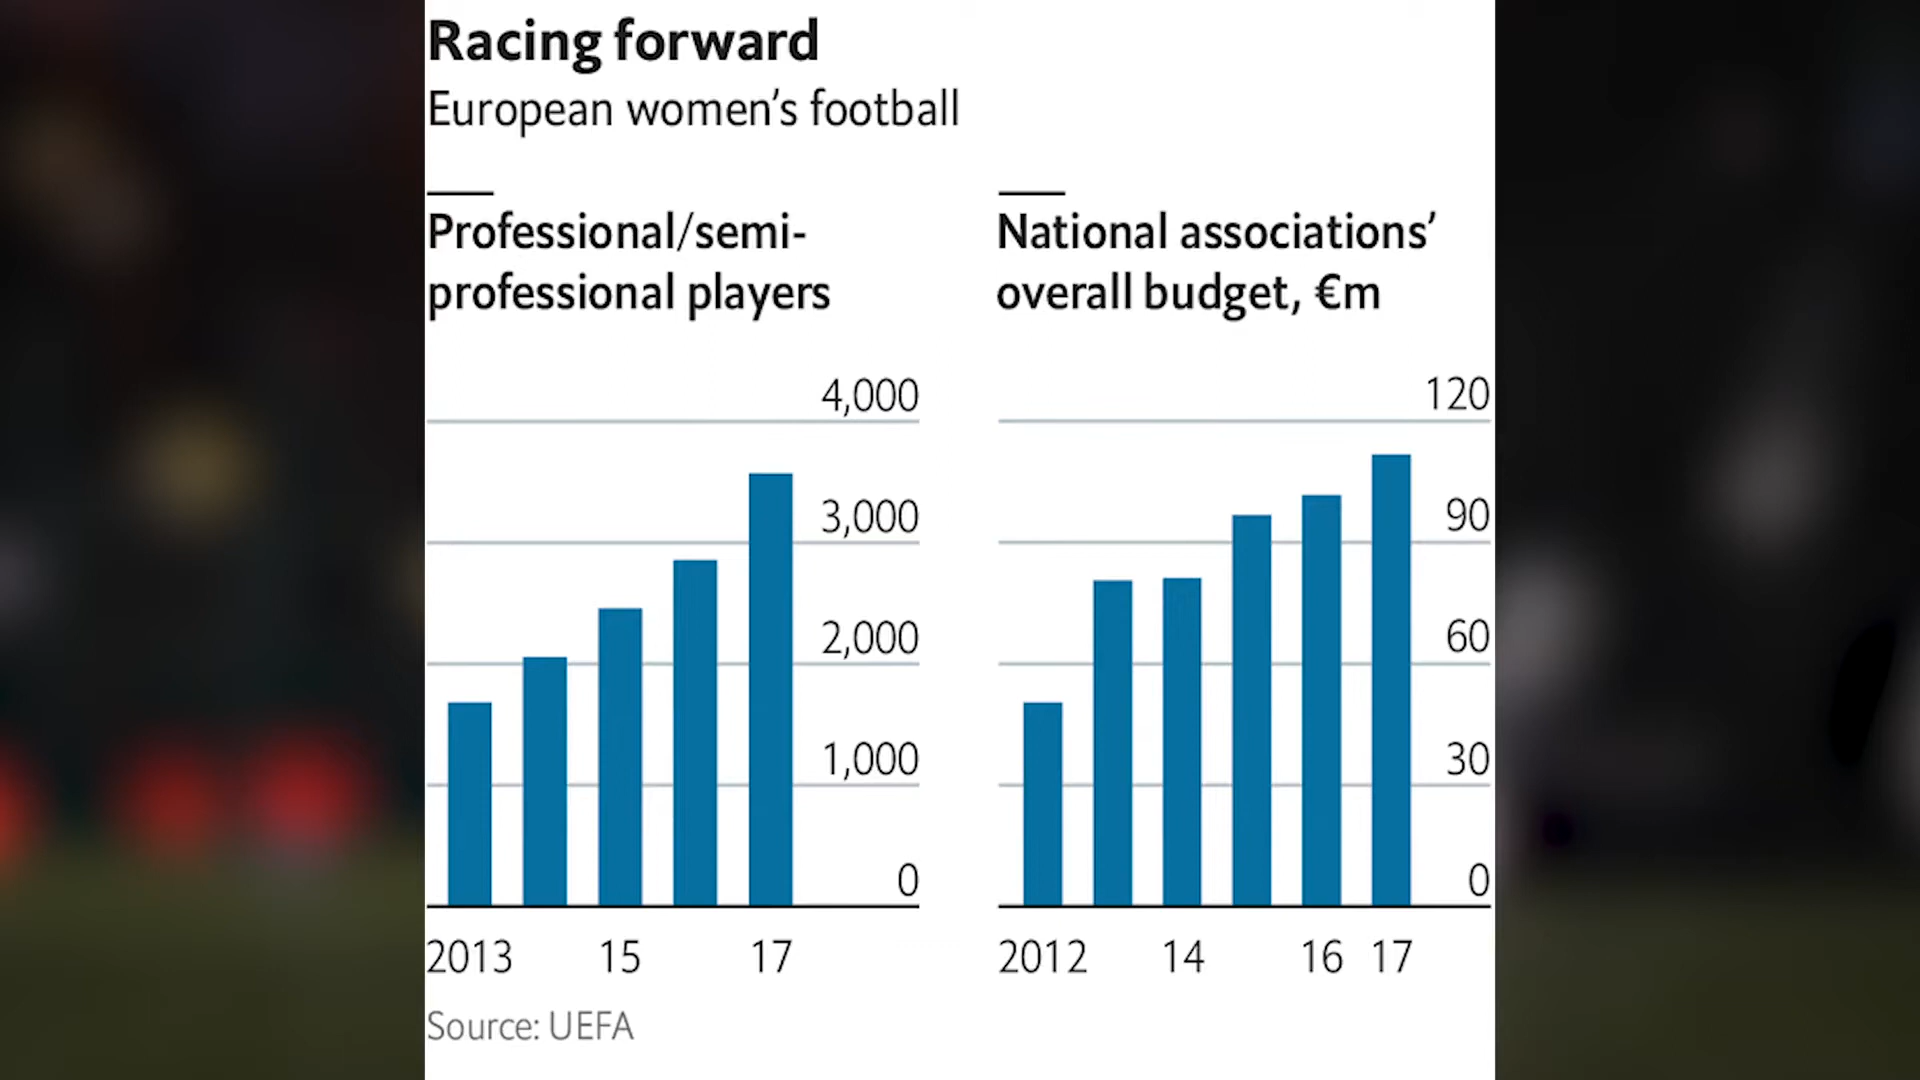 Racing forward
European women's football
Professional/semi-
professional players
4,000
3,000
2,000
1,000
0
2013 15 17
National associations'
overall budget, €m
120
90
60
30
0
2012 14 16 17
Source: UEFA